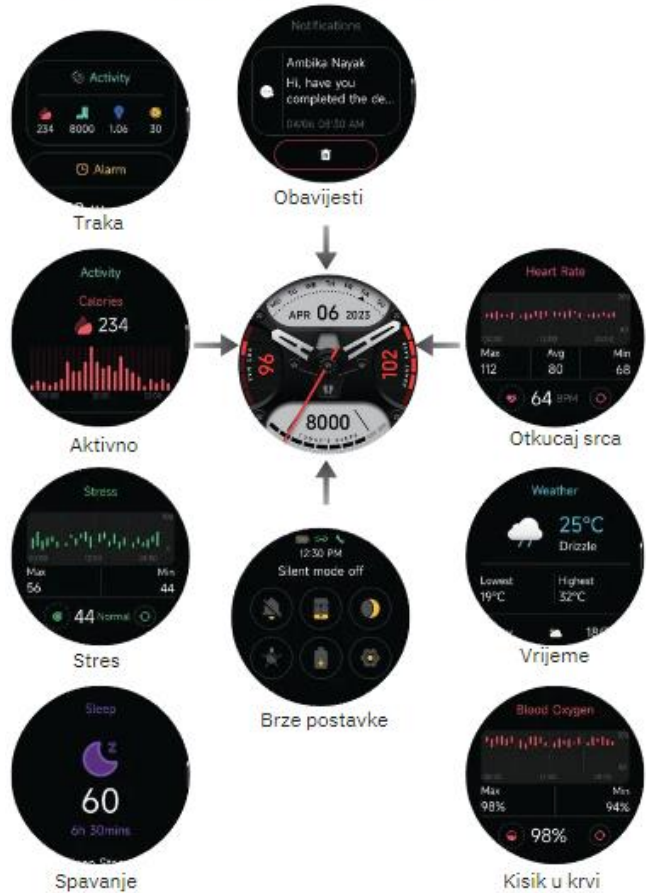 Activity
234 8000 1.06 30
Alarm
Traka
Notifications
Ambika Nayak
Hi, have you
completed the de...
04/06 08:30 AM
Obavijesti
Activity
Calories
234
Aktivno
APR 06 2023
96
102
8000
Heart Rate
Max Avg Min
112 80 68
64 BPM
Otkucaj srca
Stress
Max Min
56 44
44 Normal
Stres
12:30 PM
Silent mode off
Brze postavke
Weather
25°C
Drizzle
Lowest Highest
19°C 32°C
Vrijeme
Sleep
60
6h 30mins
Spavanje
Blood Oxygen
Max Min
98% 94%
98%
Kisik u krvi